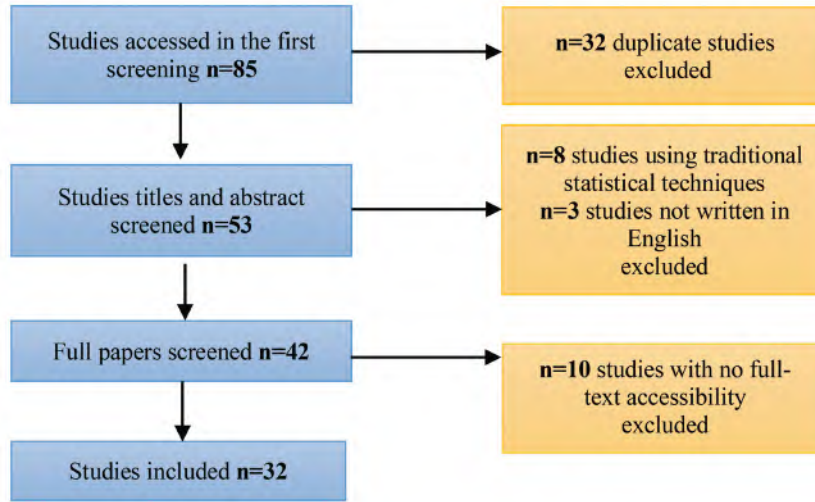 Studies accessed in the first
screening n=85
n=32 duplicate studies
excluded
Studies titles and abstract
screened n=53
n=8 studies using traditional
statistical techniques
n=3 studies not written in
English
excluded
Full papers screened n=42
n=10 studies with no full-
text accessibility
excluded
Studies included n=32